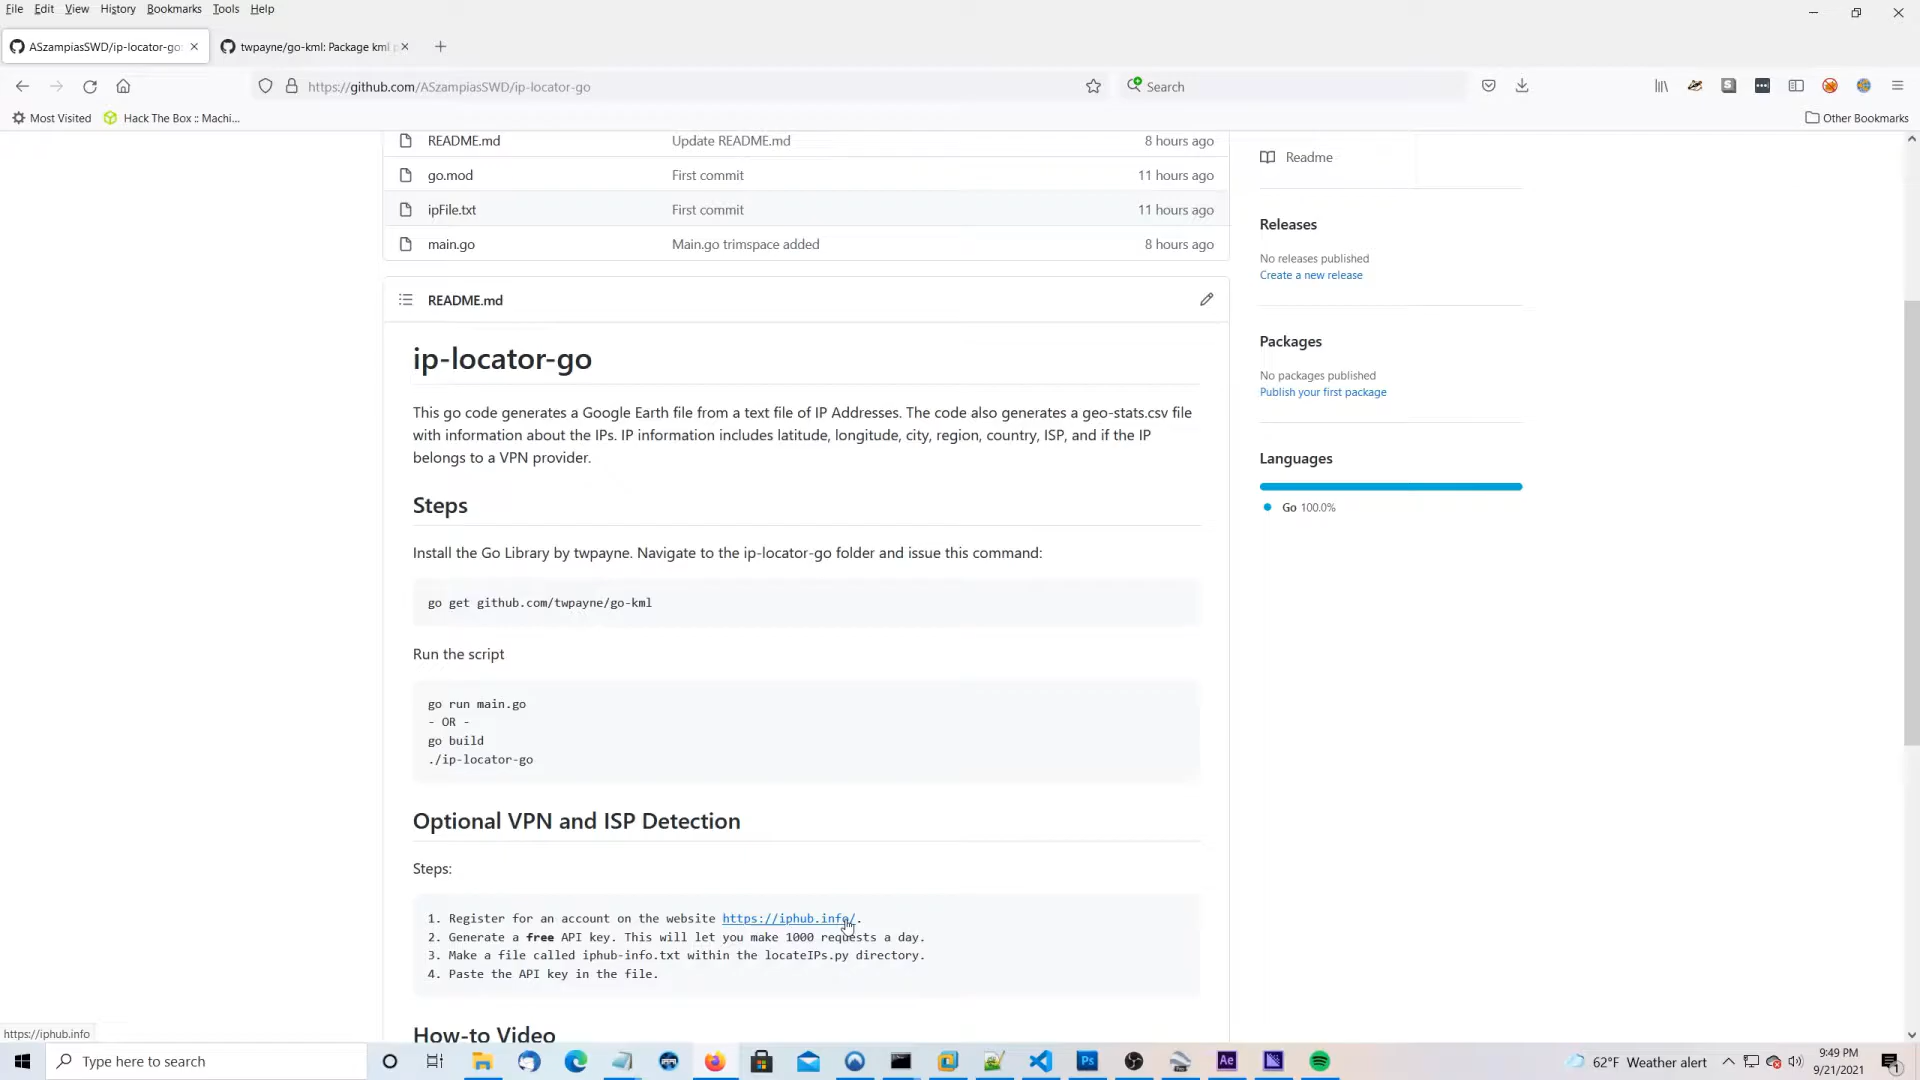 File Edit View History Bookmarks Tools Help
ASzampiasSWD/ip-locator-go
twpayne/go-kml: Package kml p
https://github.com/ASzampiasSWD/ip-locator-go
Search
Most Visited
Hack The Box :: Machi...
Other Bookmarks
README.md Update README.md 8 hours ago
go.mod First commit 11 hours ago
ipFile.txt First commit 11 hours ago
main.go Main.go trimspace added 8 hours ago
README.md
ip-locator-go
This go code generates a Google Earth file from a text file of IP Addresses. The code also generates a geo-stats.csv file
with information about the IPs. IP information includes latitude, longitude, city, region, country, ISP, and if the IP
belongs to a VPN provider.
Steps
Install the Go Library by twpayne. Navigate to the ip-locator-go folder and issue this command:
go get github.com/twpayne/go-kml
Run the script
go run main.go
- OR -
go build
./ip-locator-go
Optional VPN and ISP Detection
Steps:
1. Register for an account on the website https://iphub.info/.
2. Generate a free API key. This will let you make 1000 requests a day.
3. Make a file called iphub-info.txt within the locateIPs.py directory.
4. Paste the API key in the file.
How-to Video
Readme
Releases
No releases published
Create a new release
Packages
No packages published
Publish your first package
Languages
Go 100.0%
https://iphub.info
Type here to search
Ps
Ae
62°F Weather alert
9:49 PM
9/21/2021
1